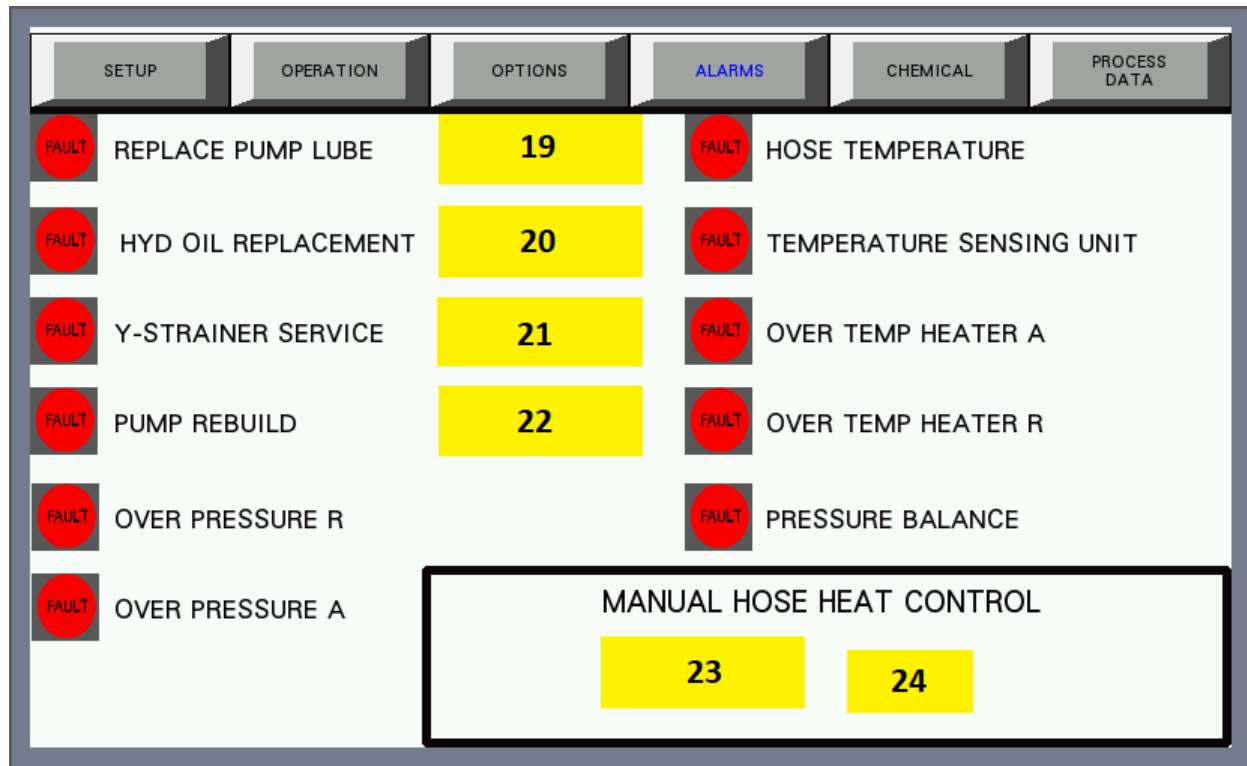 SETUP
OPERATION
OPTIONS
ALARMS
CHEMICAL
PROCESS
DATA
FAULT REPLACE PUMP LUBE 19 FAULT HOSE TEMPERATURE
FAULT HYD OIL REPLACEMENT 20 FAULT TEMPERATURE SENSING UNIT
FAULT Y-STRAINER SERVICE 21 FAULT OVER TEMP HEATER A
FAULT PUMP REBUILD 22 FAULT OVER TEMP HEATER R
FAULT OVER PRESSURE R FAULT PRESSURE BALANCE
FAULT OVER PRESSURE A
MANUAL HOSE HEAT CONTROL
23 24